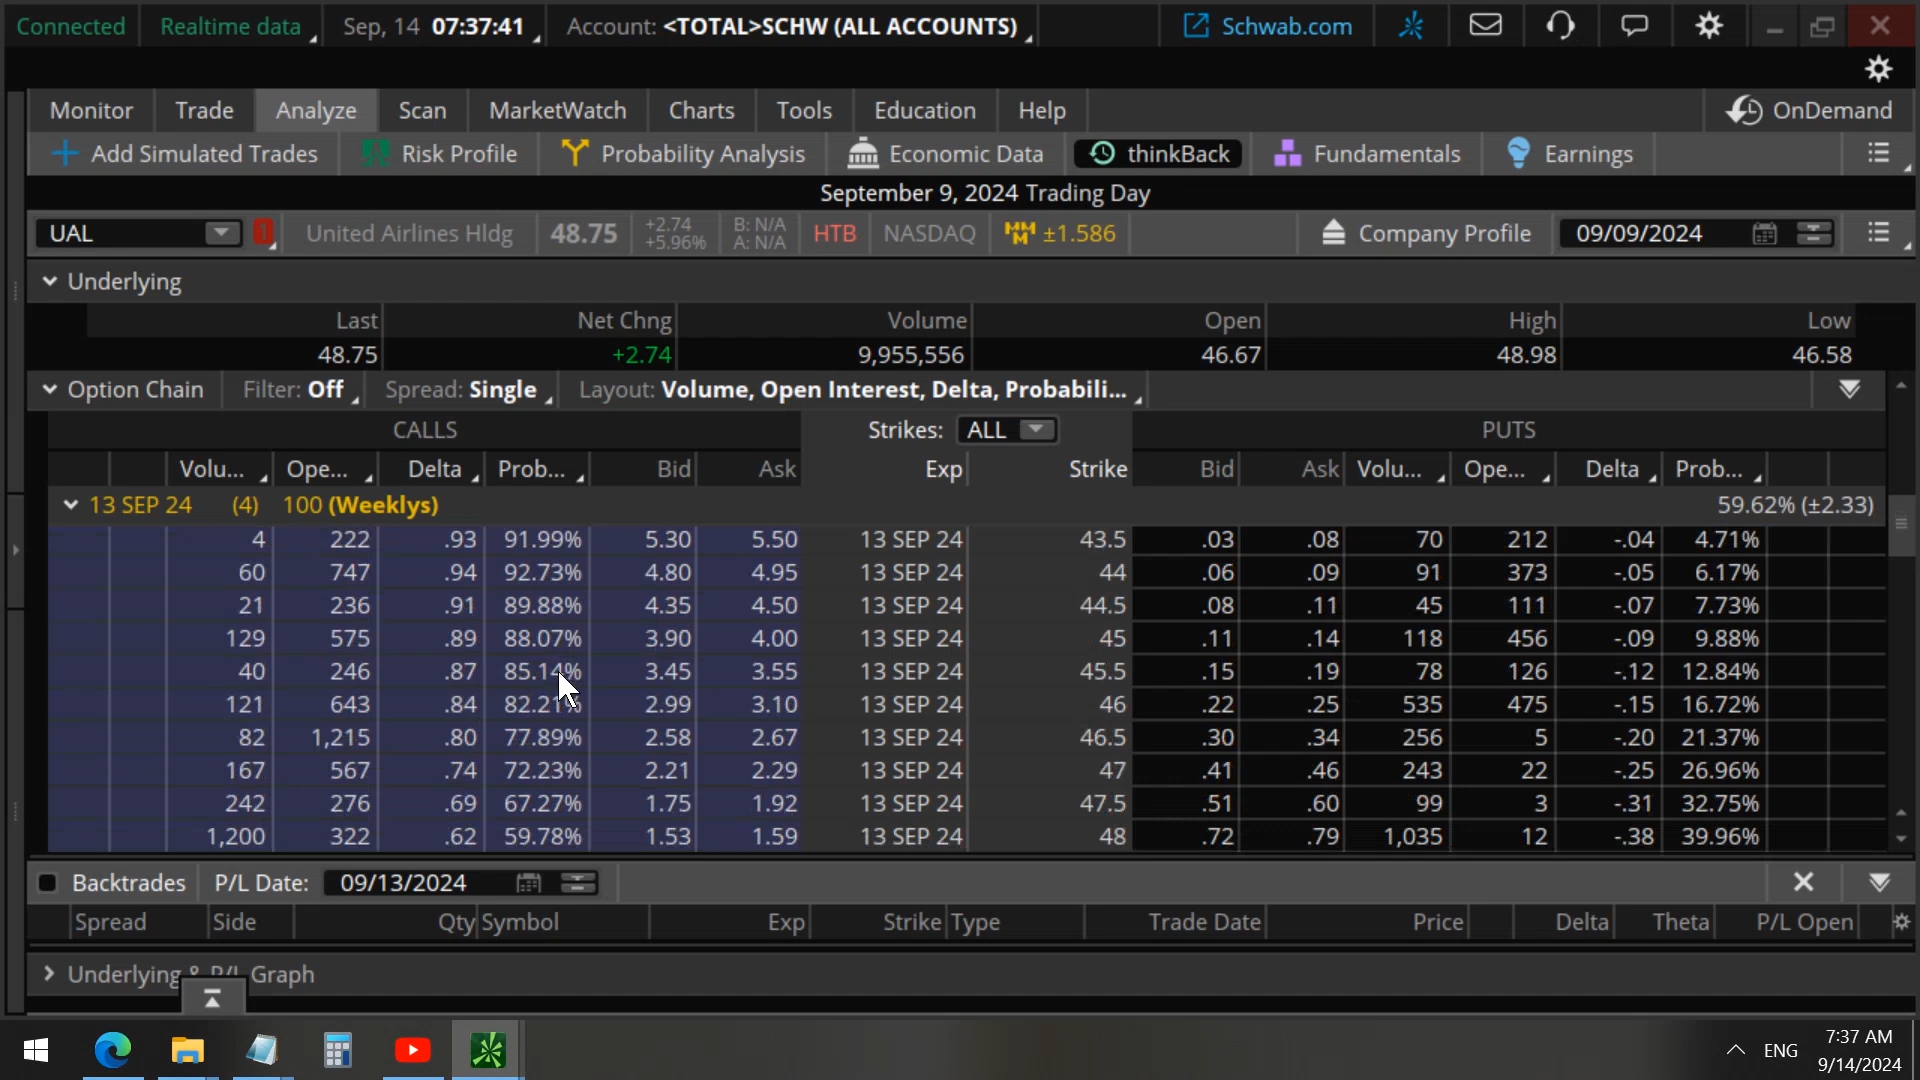 Connected Realtime data Sep, 14 07:37:41 Account: <TOTAL>SCHW (ALL ACCOUNTS) Schwab.com
Monitor Trade Analyze Scan MarketWatch Charts Tools Education Help OnDemand
Add Simulated Trades Risk Profile Probability Analysis Economic Data thinkBack Fundamentals Earnings
September 9, 2024 Trading Day
UAL 1 United Airlines Hldg 48.75 +2.74 +5.96% B: N/A A: N/A HTB NASDAQ MMM ±1.586 Company Profile 09/09/2024
Underlying
Last Net Chng Volume Open High Low
48.75 +2.74 9,955,556 46.67 48.98 46.58
Option Chain Filter: Off Spread: Single Layout: Volume, Open Interest, Delta, Probabili...
CALLS Strikes: ALL PUTS
Volu... Ope... Delta Prob... Bid Ask Exp Strike Bid Ask Volu... Ope... Delta Prob...
13 SEP 24 (4) 100 (Weeklys) 59.62% (±2.33)
4 222 .93 91.99% 5.30 5.50 13 SEP 24 43.5 .03 .08 70 212 -.04 4.71%
60 747 .94 92.73% 4.80 4.95 13 SEP 24 44 .06 .09 91 373 -.05 6.17%
21 236 .91 89.88% 4.35 4.50 13 SEP 24 44.5 .08 .11 45 111 -.07 7.73%
129 575 .89 88.07% 3.90 4.00 13 SEP 24 45 .11 .14 118 456 -.09 9.88%
40 246 .87 85.14% 3.45 3.55 13 SEP 24 45.5 .15 .19 78 126 -.12 12.84%
121 643 .84 82.21% 2.99 3.10 13 SEP 24 46 .22 .25 535 475 -.15 16.72%
82 1,215 .80 77.89% 2.58 2.67 13 SEP 24 46.5 .30 .34 256 5 -.20 21.37%
167 567 .74 72.23% 2.21 2.29 13 SEP 24 47 .41 .46 243 22 -.25 26.96%
242 276 .69 67.27% 1.75 1.92 13 SEP 24 47.5 .51 .60 99 3 -.31 32.75%
1,200 322 .62 59.78% 1.53 1.59 13 SEP 24 48 .72 .79 1,035 12 -.38 39.96%
Backtrades P/L Date: 09/13/2024
Spread Side Qty Symbol Exp Strike Type Trade Date Price Delta Theta P/L Open
Underlying & P/L Graph
ENG 7:37 AM
9/14/2024